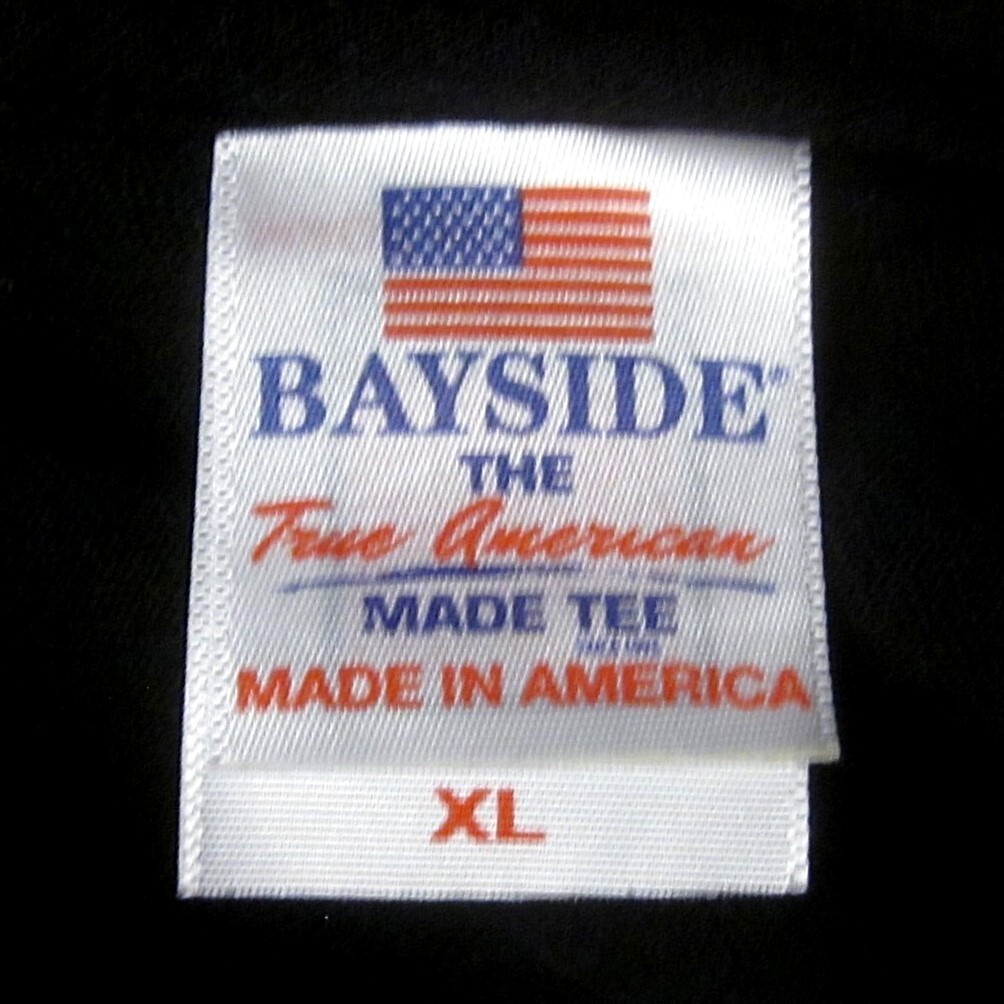 BAYSIDE®
THE
True American
MADE TEE
MADE IN AMERICA
XL